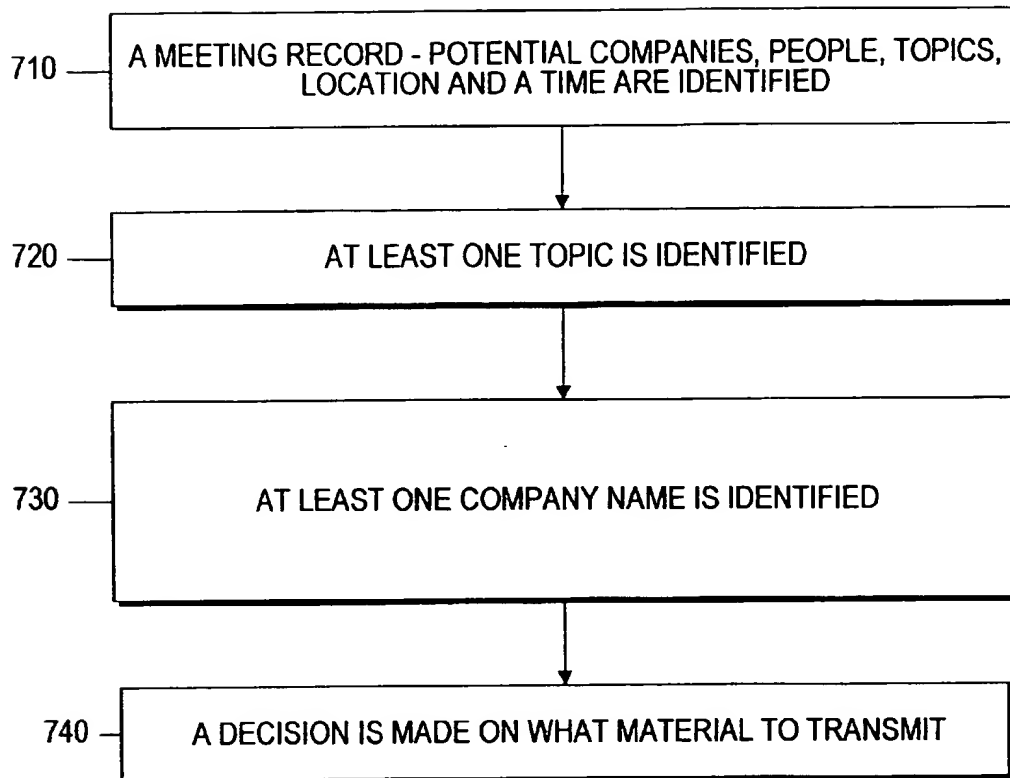 710
A MEETING RECORD - POTENTIAL COMPANIES, PEOPLE, TOPICS,
LOCATION AND A TIME ARE IDENTIFIED
720
AT LEAST ONE TOPIC IS IDENTIFIED
730
AT LEAST ONE COMPANY NAME IS IDENTIFIED
740
A DECISION IS MADE ON WHAT MATERIAL TO TRANSMIT